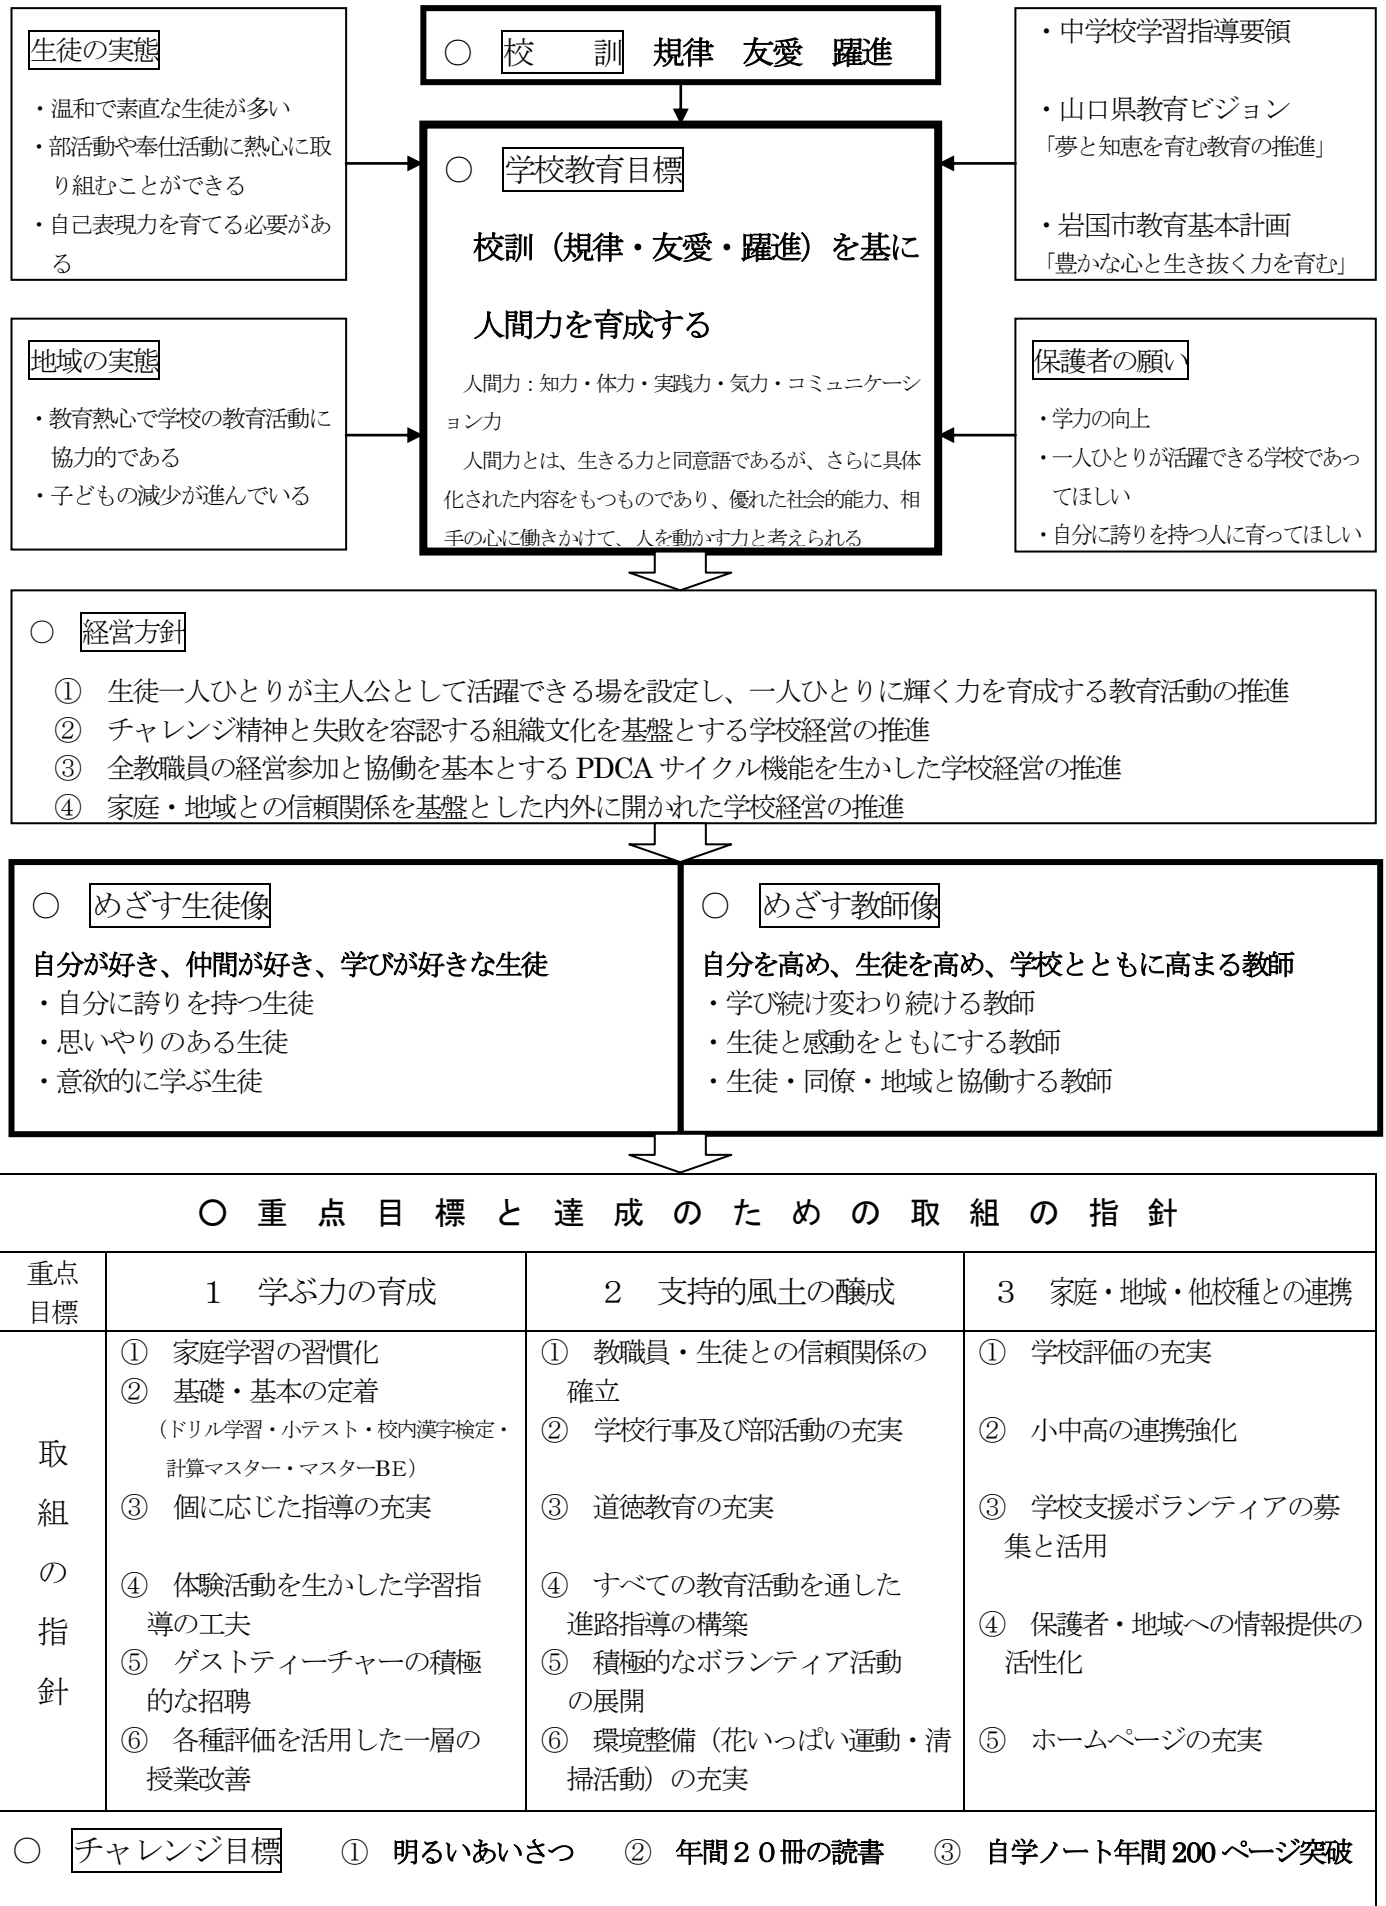 生徒の実態
・温和で素直な生徒が多い
・部活動や奉仕活動に熱心に取
り組むことができる
・自己表現力を育てる必要があ
る
○ 校 訓 規律 友愛 躍進
・中学校学習指導要領
・山口県教育ビジョン
「夢と知恵を育む教育の推進」
・岩国市教育基本計画
「豊かな心と生き抜く力を育む」
○ 学校教育目標
校訓（規律・友愛・躍進）を基に
人間力を育成する
人間力：知力・体力・実践力・気力・コミュニケーシ
ョン力
人間力とは、生きる力と同意語であるが、さらに具体
化された内容をもつものであり、優れた社会的能力、相
手の心に働きかけて、人を動かす力と考えられる
地域の実態
・教育熱心で学校の教育活動に
協力的である
・子どもの減少が進んでいる
保護者の願い
・学力の向上
・一人ひとりが活躍できる学校であっ
てほしい
・自分に誇りを持つ人に育ってほしい
○ 経営方針
① 生徒一人ひとりが主人公として活躍できる場を設定し、一人ひとりに輝く力を育成する教育活動の推進
② チャレンジ精神と失敗を容認する組織文化を基盤とする学校経営の推進
③ 全教職員の経営参加と協働を基本とする PDCA サイクル機能を生かした学校経営の推進
④ 家庭・地域との信頼関係を基盤とした内外に開かれた学校経営の推進
○ めざす生徒像
自分が好き、仲間が好き、学びが好きな生徒
・自分に誇りを持つ生徒
・思いやりのある生徒
・意欲的に学ぶ生徒
○ めざす教師像
自分を高め、生徒を高め、学校とともに高まる教師
・学び続け変わり続ける教師
・生徒と感動をともにする教師
・生徒・同僚・地域と協働する教師
○ 重 点 目 標 と 達 成 の た め の 取 組 の 指 針
重点
目標
１ 学ぶ力の育成
２ 支持的風土の醸成
３ 家庭・地域・他校種との連携
取
組
の
指
針
① 家庭学習の習慣化
② 基礎・基本の定着
（ドリル学習・小テスト・校内漢字検定・
計算マスター・マスターBE）
③ 個に応じた指導の充実
④ 体験活動を生かした学習指
導の工夫
⑤ ゲストティーチャーの積極
的な招聘
⑥ 各種評価を活用した一層の
授業改善
① 教職員・生徒との信頼関係の
確立
② 学校行事及び部活動の充実
③ 道徳教育の充実
④ すべての教育活動を通した
進路指導の構築
⑤ 積極的なボランティア活動
の展開
⑥ 環境整備（花いっぱい運動・清
掃活動）の充実
① 学校評価の充実
② 小中高の連携強化
③ 学校支援ボランティアの募
集と活用
④ 保護者・地域への情報提供の
活性化
⑤ ホームページの充実
○ チャレンジ目標 ① 明るいあいさつ ② 年間２０冊の読書 ③ 自学ノート年間 200 ページ突破